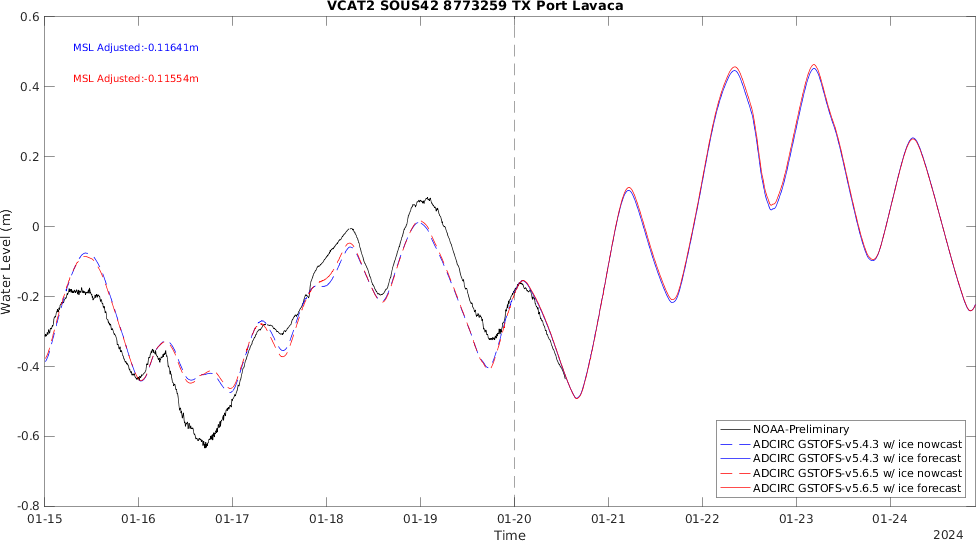 VCAT2 SOUS42 8773259 TX Port Lavaca
0.6
MSL Adjusted:-0.11641m
MSL Adjusted:-0.11554m
0.4
0.2
0
-0.2
-0.4
-0.6
-0.8
Water Level (m)
NOAA-Preliminary
ADCIRC GSTOFS-v5.4.3 w/ ice nowcast
ADCIRC GSTOFS-v5.4.3 w/ ice forecast
ADCIRC GSTOFS-v5.6.5 w/ ice nowcast
ADCIRC GSTOFS-v5.6.5 w/ ice forecast
01-15 01-16 01-17 01-18 01-19 01-20 01-21 01-22 01-23 01-24
Time
2024